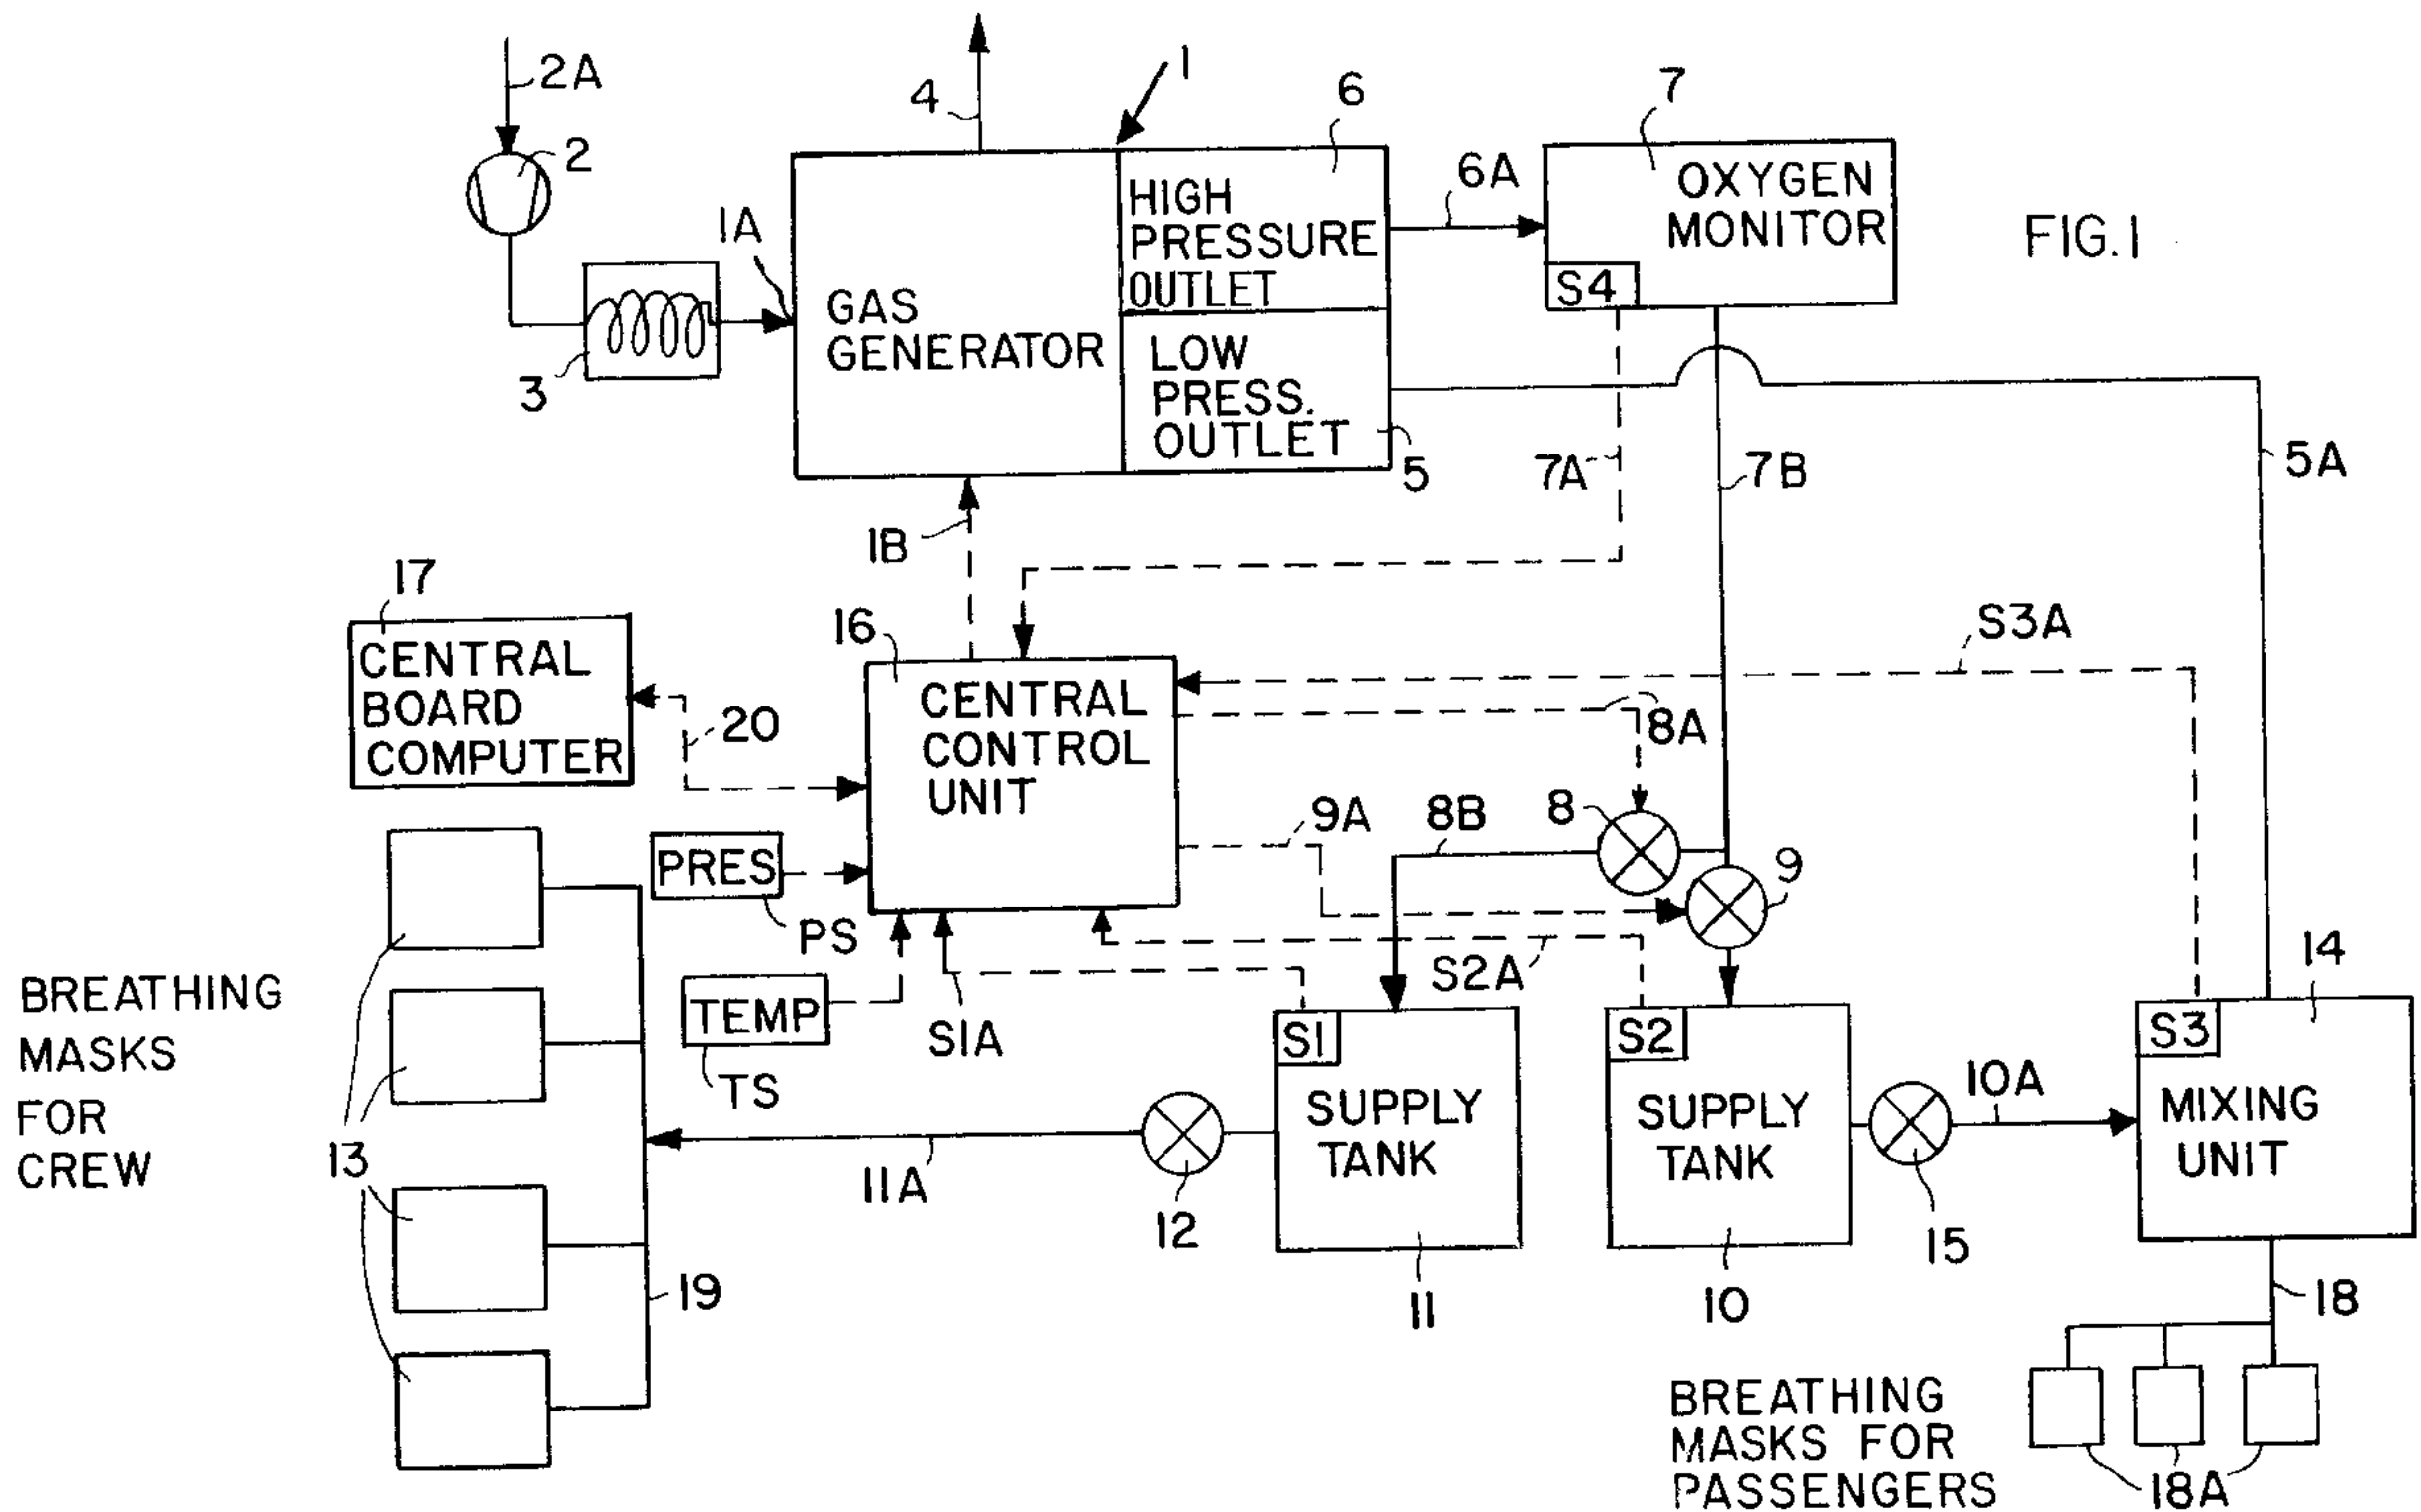 2A
2
3
4
1
1A
GAS
GENERATOR
6
HIGH
PRESSURE
OUTLET
LOW
PRESS.
OUTLET
5
6A
7
OXYGEN
MONITOR
S4
FIG.1
7A
7B
5A
1B
17
CENTRAL
BOARD
COMPUTER
20
16
CENTRAL
CONTROL
UNIT
S3A
8A
8
8B
9A
9
PRES
PS
TEMP
TS
S1A
S2A
BREATHING
MASKS
FOR
CREW
13
19
11A
12
S1
SUPPLY
TANK
11
S2
SUPPLY
TANK
10
15
10A
14
S3
MIXING
UNIT
18
BREATHING
MASKS FOR
PASSENGERS
18A